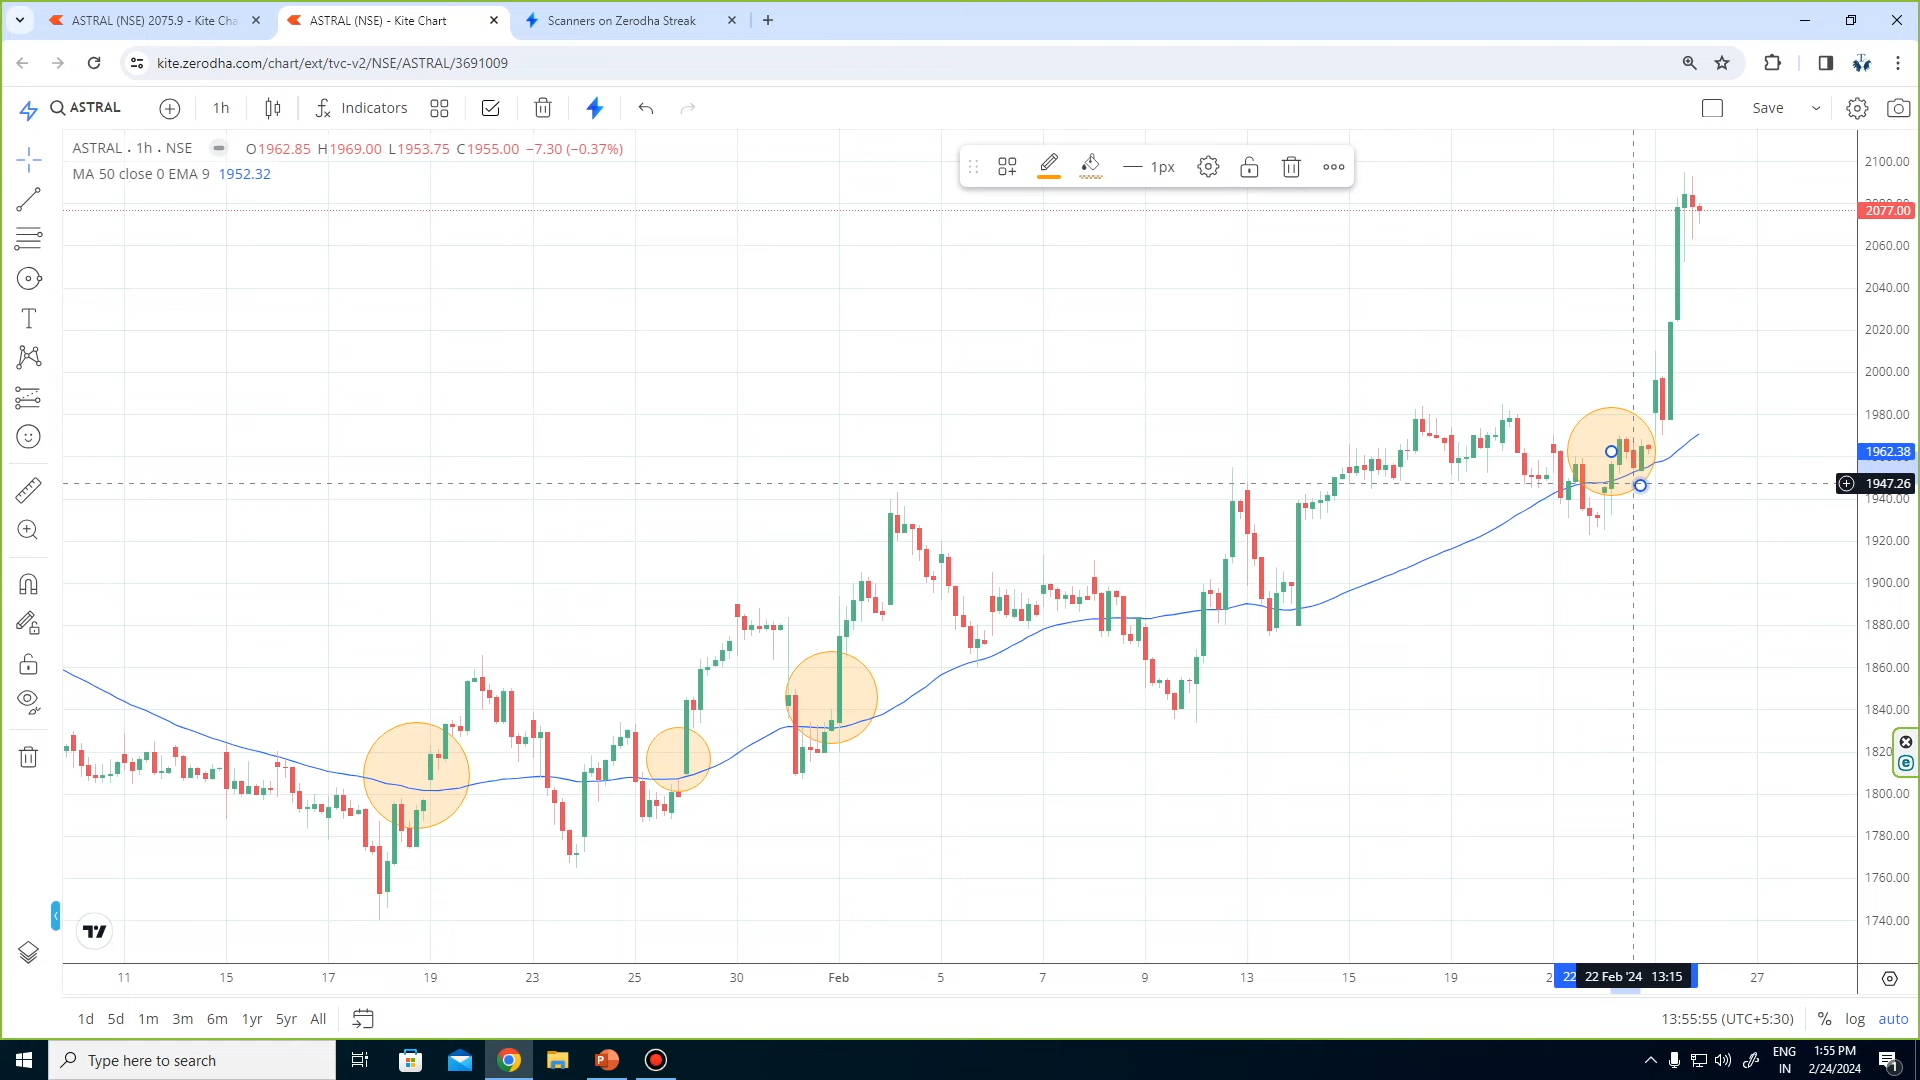 ASTRAL (NSE) 2075.9 - Kite Cha
ASTRAL (NSE) - Kite Chart
Scanners on Zerodha Streak
kite.zerodha.com/chart/ext/tvc-v2/NSE/ASTRAL/3691009
ASTRAL
1h
Indicators
Save
ASTRAL . 1h . NSE
O1962.85 H1969.00 L1953.75 C1955.00 −7.30 (−0.37%)
MA 50 close 0 EMA 9 1952.32
1px
2100.00
2077.00
2060.00
2040.00
2020.00
2000.00
1980.00
1962.38
1947.26
1940.00
1920.00
1900.00
1880.00
1860.00
1840.00
1820
1800.00
1780.00
1760.00
1740.00
11
15
17
19
23
25
30
Feb
5
7
9
13
15
19
2
22
22 Feb '24 13:15
27
1d
5d
1m
3m
6m
1yr
5yr
All
13:55:55 (UTC+5:30)
%
log
auto
Type here to search
ENG
IN
1:55 PM
2/24/2024
1